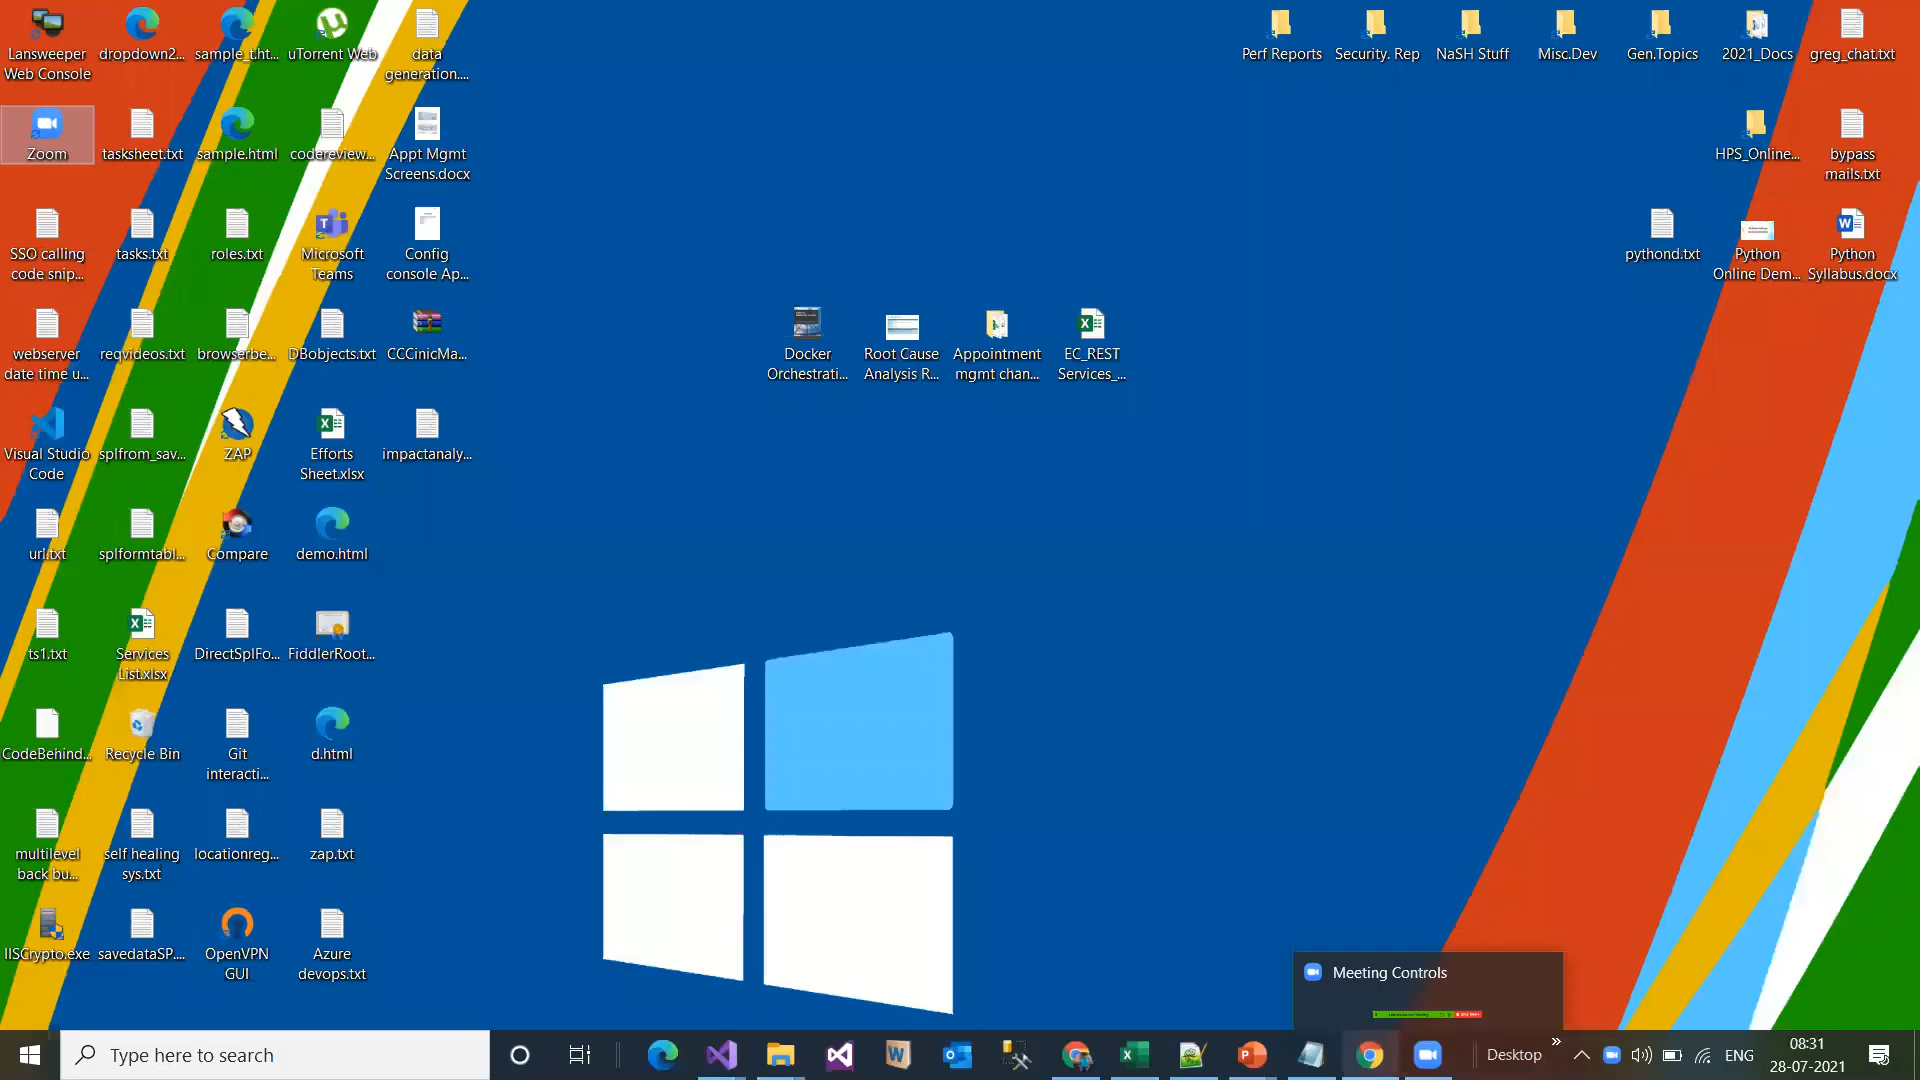 Lansweeper
Web Console
dropdown2...
sample_t.ht...
uTorrent Web
data
generation....
Perf Reports
Security. Rep
NaSH Stuff
Misc.Dev
Gen.Topics
2021_Docs
greg_chat.txt
Zoom
tasksheet.txt
sample.html
codereview...
Appt Mgmt
Screens.docx
HPS_Online...
bypass
mails.txt
SSO calling
code snip...
tasks.txt
roles.txt
Microsoft
Teams
Config
console Ap...
pythond.txt
Python
Online Dem...
Python
Syllabus.docx
webserver
date time u...
reqvideos.txt
browserbe...
DBobjects.txt
CCCinicMa...
Docker
Orchestrati...
Root Cause
Analysis R...
Appointment
mgmt chan...
EC_REST
Services_...
Visual Studio
Code
splfrom_sav...
ZAP
Efforts
Sheet.xlsx
impactanaly...
url.txt
splformtabl...
Compare
demo.html
ts1.txt
Services
List.xlsx
DirectSplFo...
FiddlerRoot...
CodeBehind...
Recycle Bin
Git
interacti...
d.html
multilevel
back bu...
self healing
sys.txt
locationreg...
zap.txt
IISCrypto.exe
savedataSP....
OpenVPN
GUI
Azure
devops.txt
Meeting Controls
Type here to search
Desktop
ENG
08:31
28-07-2021